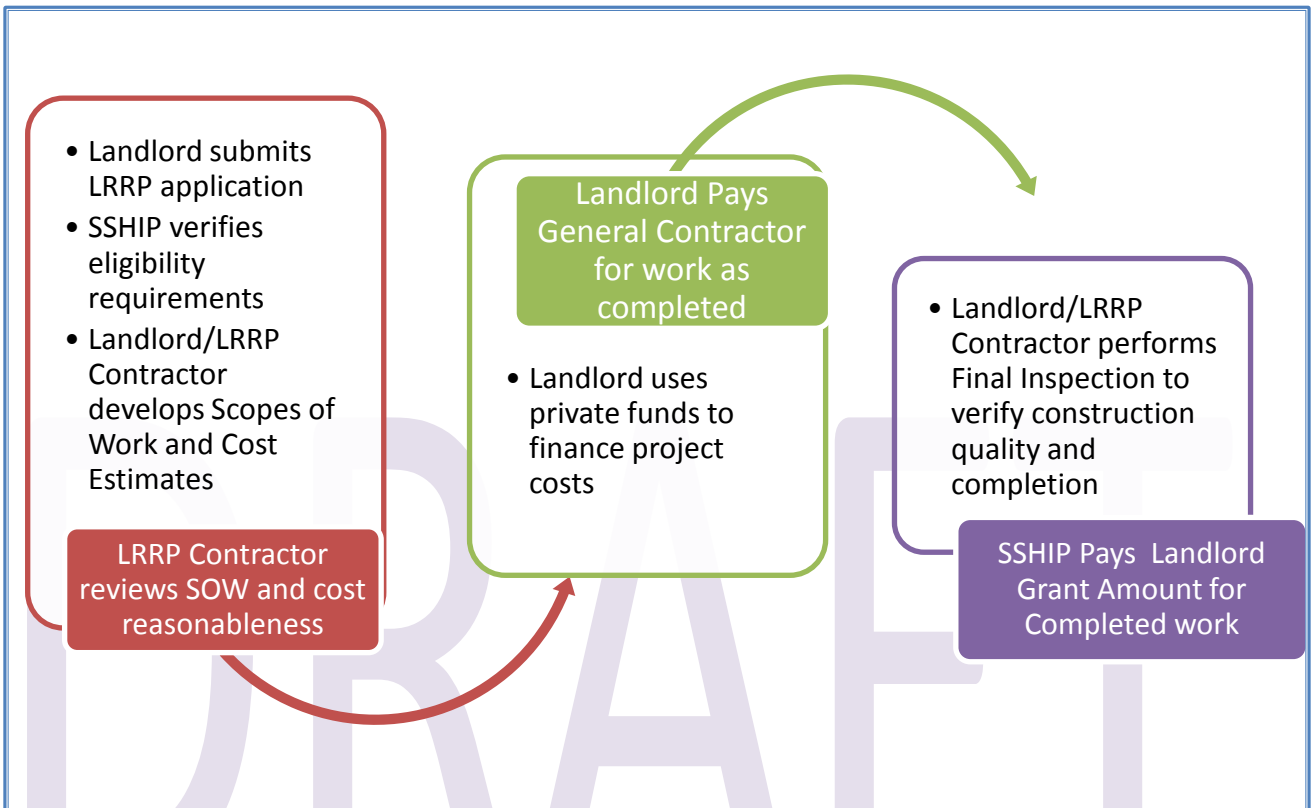 • Landlord submits
LRRP application
• SSHIP verifies
eligibility
requirements
• Landlord/LRRP
Contractor
develops Scopes of
Work and Cost
Estimates
LRRP Contractor
reviews SOW and cost
reasonableness
Landlord Pays
General Contractor
for work as
completed
• Landlord uses
private funds to
finance project
costs
• Landlord/LRRP
Contractor performs
Final Inspection to
verify construction
quality and
completion
SSHIP Pays Landlord
Grant Amount for
Completed work
DRAFT